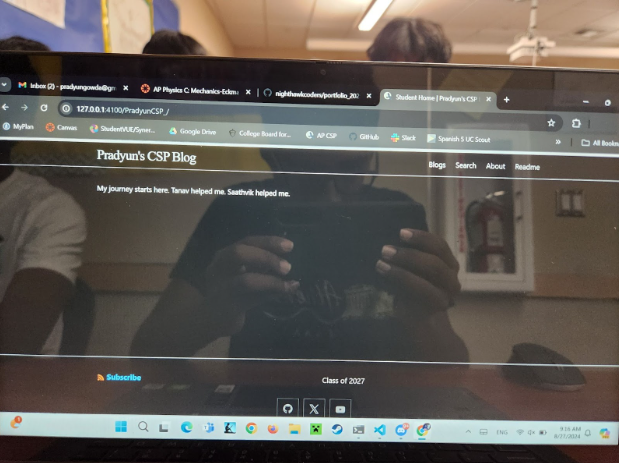 Inbox (2) - pradyungowda@gm
AP Physics C: Mechanics-Eckma
nighthawkcoders/portfolio_202
Student Home | Pradyun's CSP
127.0.0.1:4100/PradyunCSP_/
MyPlan
Canvas
StudentVUE/Syner...
Google Drive
College Board for...
AP CSP
GitHub
Slack
Spanish 5 UC Scout
All Bookma
Pradyun's CSP Blog
Blogs
Search
About
Readme
My journey starts here. Tanav helped me. Saathvik helped me.
Subscribe
Class of 2027
ENG
9:55 AM
8/27/2024